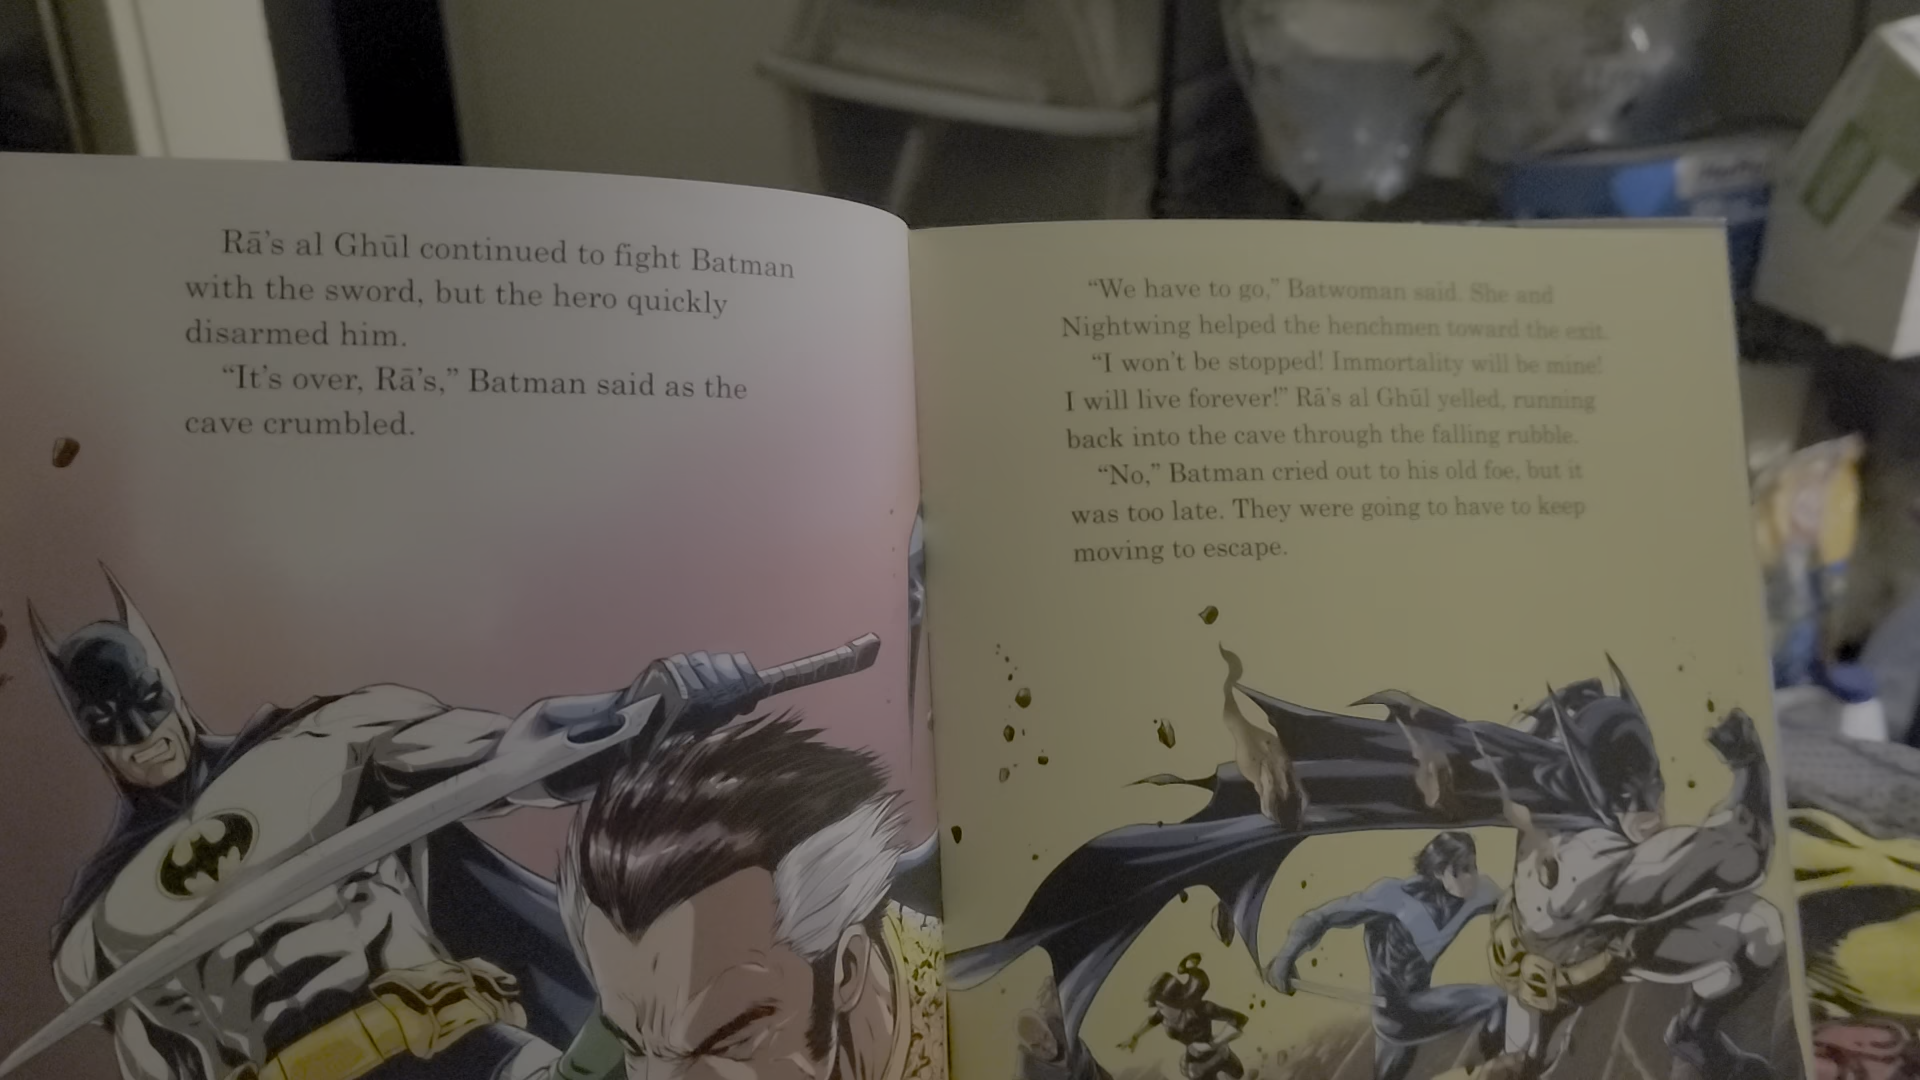 Rā's al Ghūl continued to fight Batman
with the sword, but the hero quickly
disarmed him.
“It's over, Rā's,” Batman said as the
cave crumbled.
“We have to go,” Batwoman said. She and
Nightwing helped the henchmen toward the exit.
“I won't be stopped! Immortality will be mine!
I will live forever!” Rā's al Ghūl yelled, running
back into the cave through the falling rubble.
“No,” Batman cried out to his old foe, but it
was too late. They were going to have to keep
moving to escape.